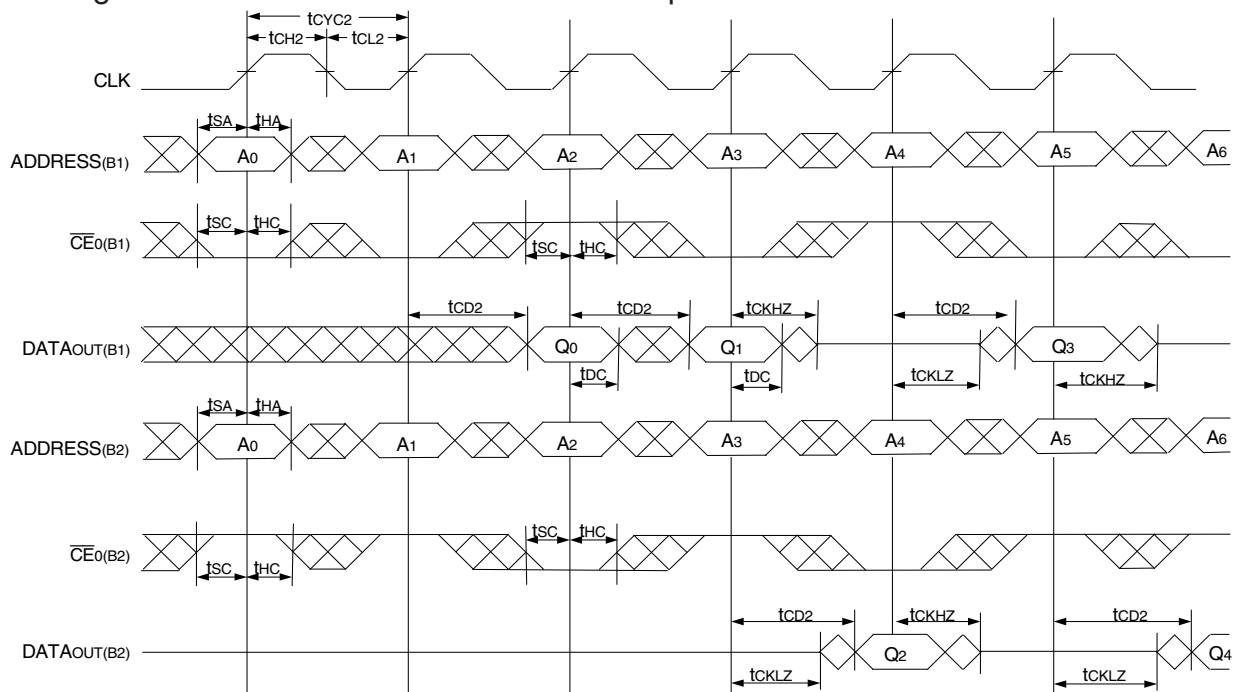 tCYC2
tCH2 tCL2
CLK
tSA tHA
ADDRESS(B1) A0 A1 A2 A3 A4 A5 A6
tSC tHC
CE0(B1) tSC tHC
tCD2 tCD2 tCKHZ tCD2
DATAOUT(B1) Q0 Q1 Q3
tDC tDC tCKLZ tCKHZ
tSA tHA
ADDRESS(B2) A0 A1 A2 A3 A4 A5 A6
tSC tHC
CE0(B2)
tSC tHC
tCD2 tCKHZ tCD2
DATAOUT(B2) Q2 Q4
tCKLZ tCKLZ